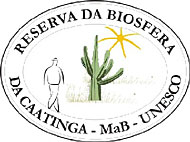 RESERVA DA BIOSFERA
DA CAATINGA - MaB - UNESCO